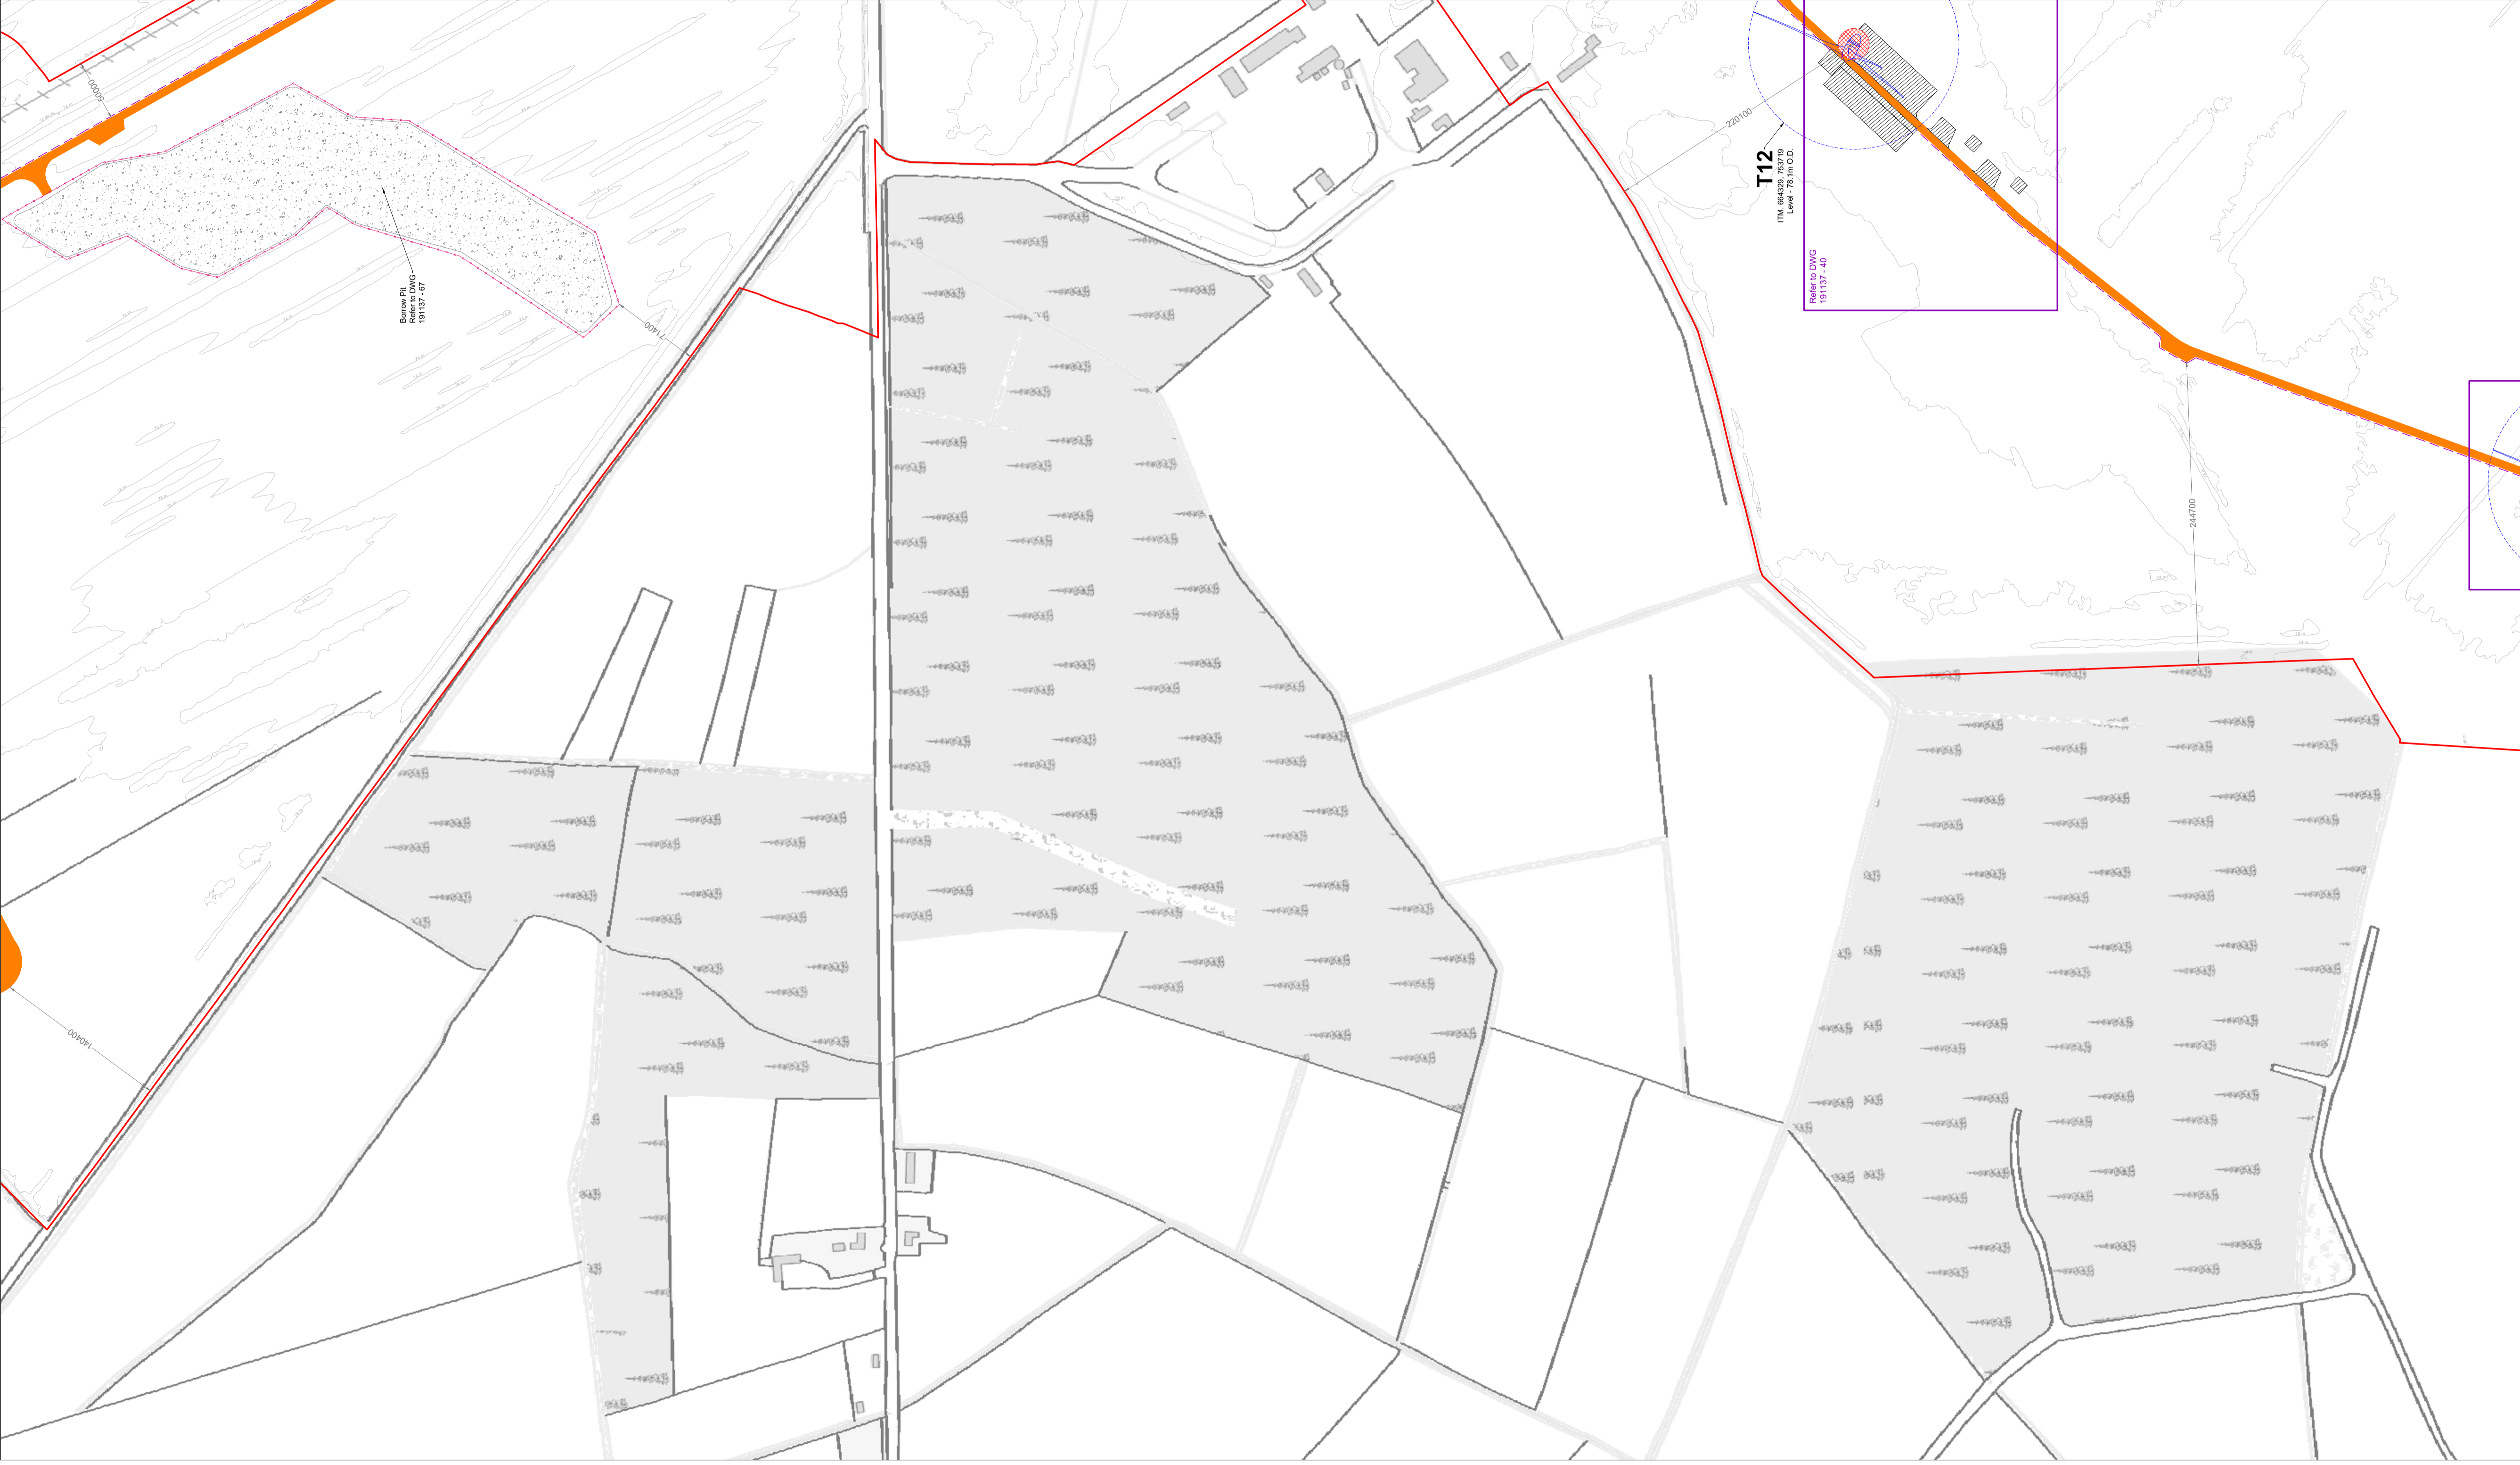 50000
Borrow Pit
Refer to DWG
191137 - 67
71400
140400
T12
ITM. 664329, 753719
Level - 78.1m O.D.
220100
Refer to DWG
191137 - 40
244700